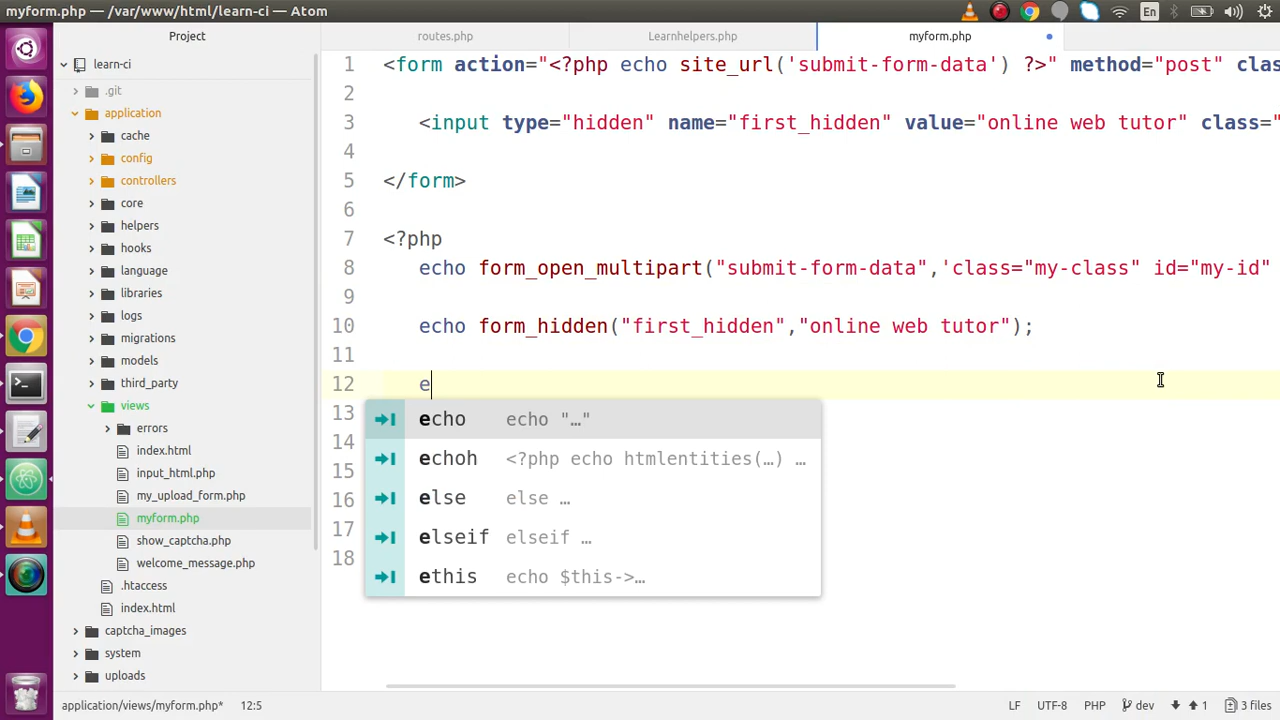 myform.php — /var/www/html/learn-ci — Atom
En
Project
learn-ci
.git
application
cache
config
controllers
core
helpers
hooks
language
libraries
logs
migrations
models
third_party
views
errors
index.html
input_html.php
my_upload_form.php
myform.php
show_captcha.php
welcome_message.php
.htaccess
index.html
captcha_images
system
uploads
routes.php
Learnhelpers.php
myform.php
1 <form action="<?php echo site_url('submit-form-data') ?>" method="post" clas
2
3 <input type="hidden" name="first_hidden" value="online web tutor" class="
4
5 </form>
6
7 <?php
8 echo form_open_multipart("submit-form-data",'class="my-class" id="my-id"
9
10 echo form_hidden("first_hidden","online web tutor");
11
12 e
13
14
15
16
17
18
echo echo "…"
echoh <?php echo htmlentities(…) …
else else …
elseif elseif …
ethis echo $this->…
application/views/myform.php* 12:5
LF UTF-8 PHP dev 1 3 files